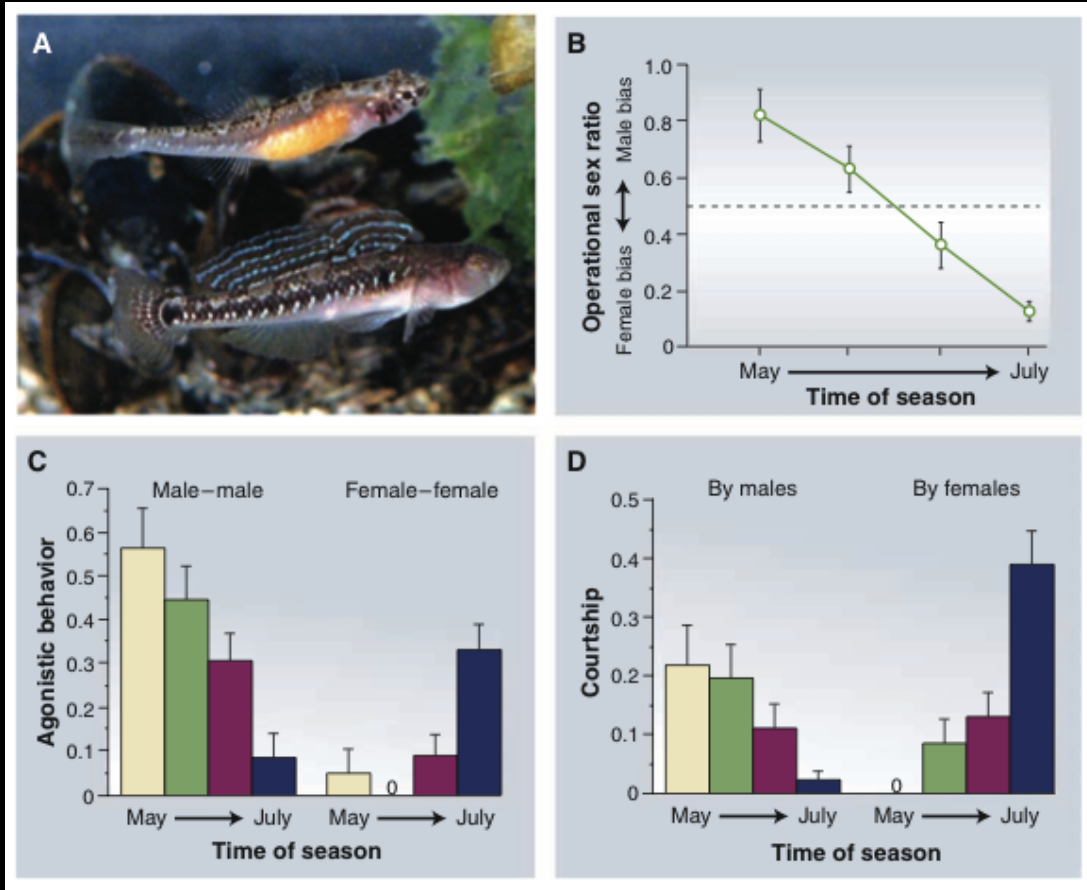 A
B
Operational sex ratio
Female bias
Male bias
1.0
0.8
0.6
0.4
0.2
0
May
July
Time of season
C
Male–male
Female–female
Agonistic behavior
0.7
0.6
0.5
0.4
0.3
0.2
0.1
0
0
May
July
May
July
Time of season
D
By males
By females
Courtship
0.5
0.4
0.3
0.2
0.1
0
0
May
July
May
July
Time of season